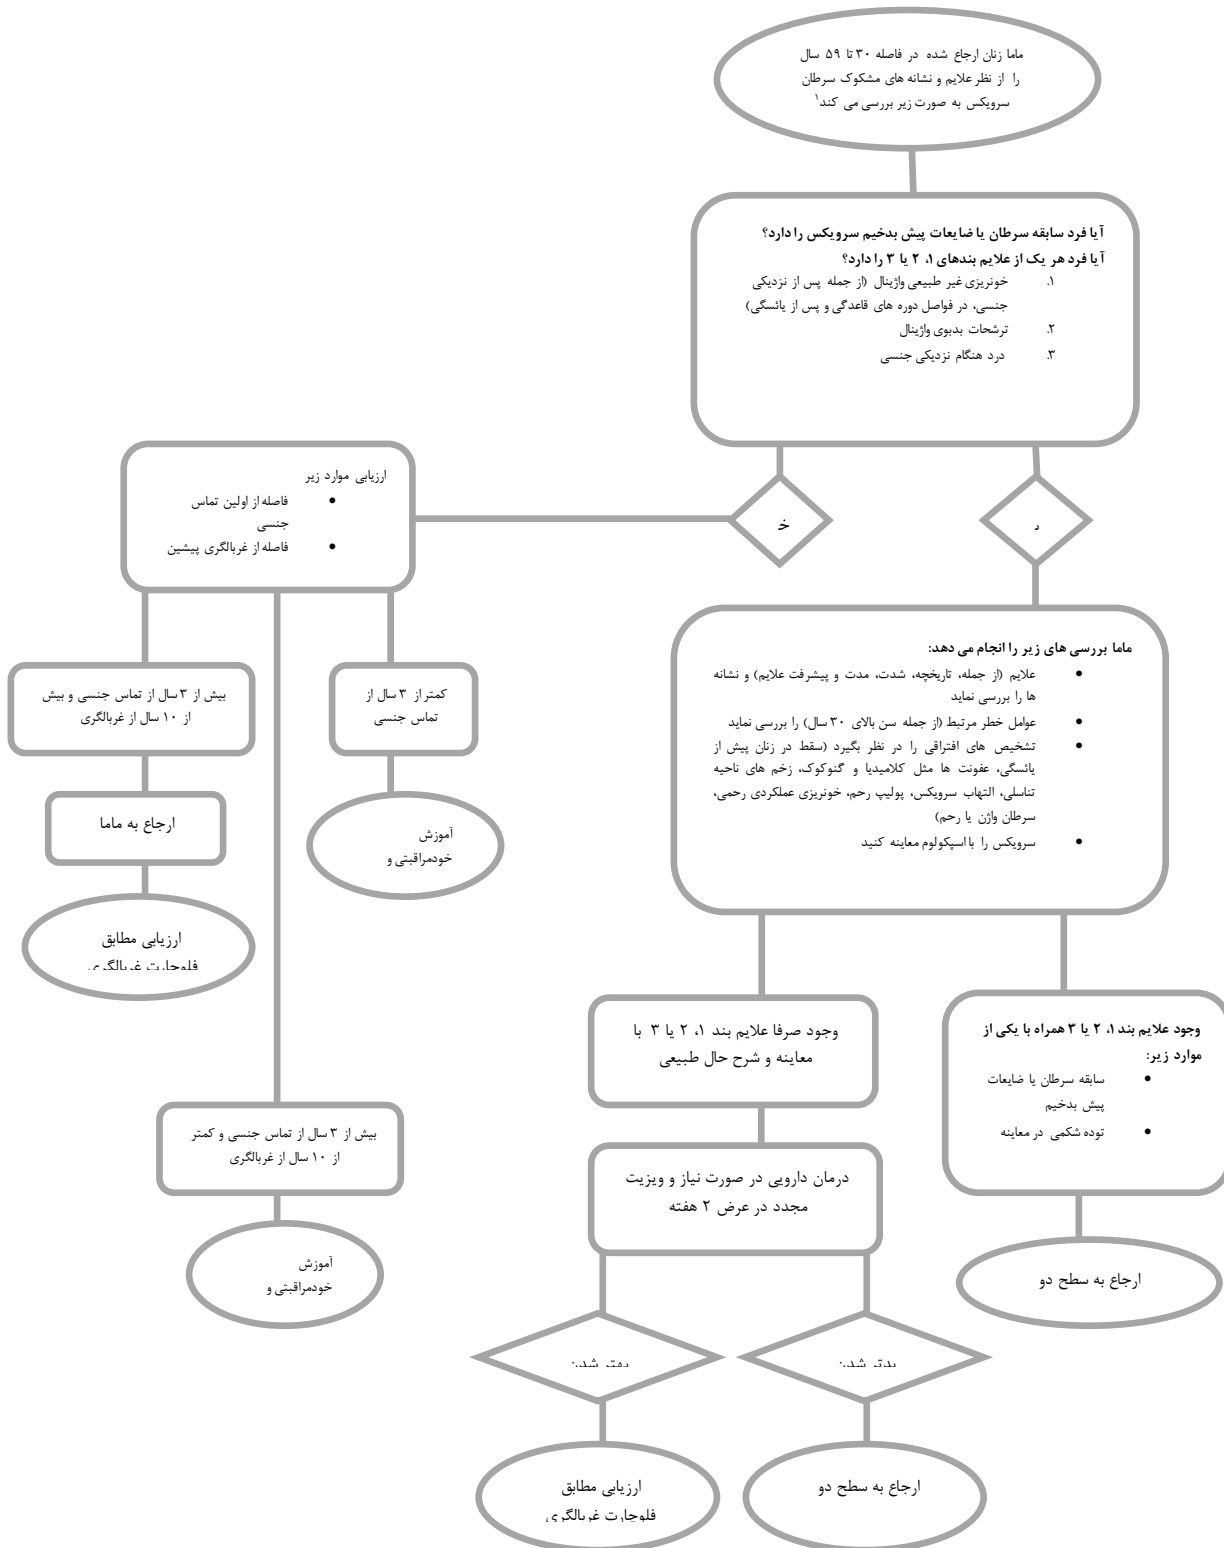 ماما زنان ارجاع شده در فاصله ۳۰ تا ۵۹ سال
را از نظر علایم و نشانه های مشکوک سرطان
سرویکس به صورت زیر بررسی می کند۱
آیا فرد سابقه سرطان یا ضایعات پیش بدخیم سرویکس را دارد؟
آیا فرد هر یک از علایم بندهای ۱، ۲ یا ۳ را دارد؟
۱. خونریزی غیر طبیعی واژینال (از جمله پس از نزدیکی
جنسی، در فواصل دوره های قاعدگی و پس از یائسگی)
۲. ترشحات بدبوی واژینال
۳. درد هنگام نزدیکی جنسی
ارزیابی موارد زیر
• فاصله از اولین تماس
جنسی
• فاصله از غربالگری پیشین
ماما بررسی های زیر را انجام می دهد:
• علایم (از جمله، تاریخچه، شدت، مدت و پیشرفت علایم) و نشانه
ها را بررسی نماید
• عوامل خطر مرتبط (از جمله سن بالای ۳۰ سال) را بررسی نماید
• تشخیص های افتراقی را در نظر بگیرد (سقط در زنان پیش از
یائسگی، عفونت ها مثل کلامیدیا و گنوکوک، زخم های ناحیه
تناسلی، التهاب سرویکس، پولیپ رحم، خونریزی عملکردی رحمی،
سرطان واژن یا رحم)
• سرویکس را با اسپکولوم معاینه کنید
کمتر از ۳ سال از
تماس جنسی
بیش از ۳ سال از تماس جنسی و بیش
از ۱۰ سال از غربالگری
ارجاع به ماما
آموزش
خودمراقبتی و
ارزیابی مطابق
فلوچارت غربالگری
وجود علایم بند ۱، ۲ یا ۳ همراه با یکی از
موارد زیر:
• سابقه سرطان یا ضایعات
پیش بدخیم
• توده شکمی در معاینه
وجود صرفا علایم بند ۱، ۲ یا ۳ با
معاینه و شرح حال طبیعی
بیش از ۳ سال از تماس جنسی و کمتر
از ۱۰ سال از غربالگری
درمان دارویی در صورت نیاز و ویزیت
مجدد در عرض ۲ هفته
آموزش
خودمراقبتی و
ارجاع به سطح دو
بدتر شدن
بهتر شدن
ارجاع به سطح دو
ارزیابی مطابق
فلوچارت غربالگری